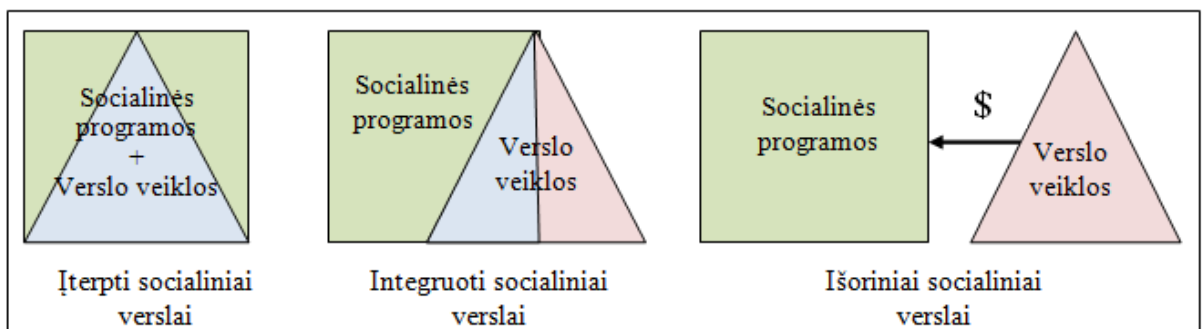 Socialinės
programos
+
Verslo veiklos
Įterpti socialiniai
verslai
Socialinės
programos
Verslo
veiklos
Integruoti socialiniai
verslai
Socialinės
programos
$
Verslo
veiklos
Išoriniai socialiniai
verslai